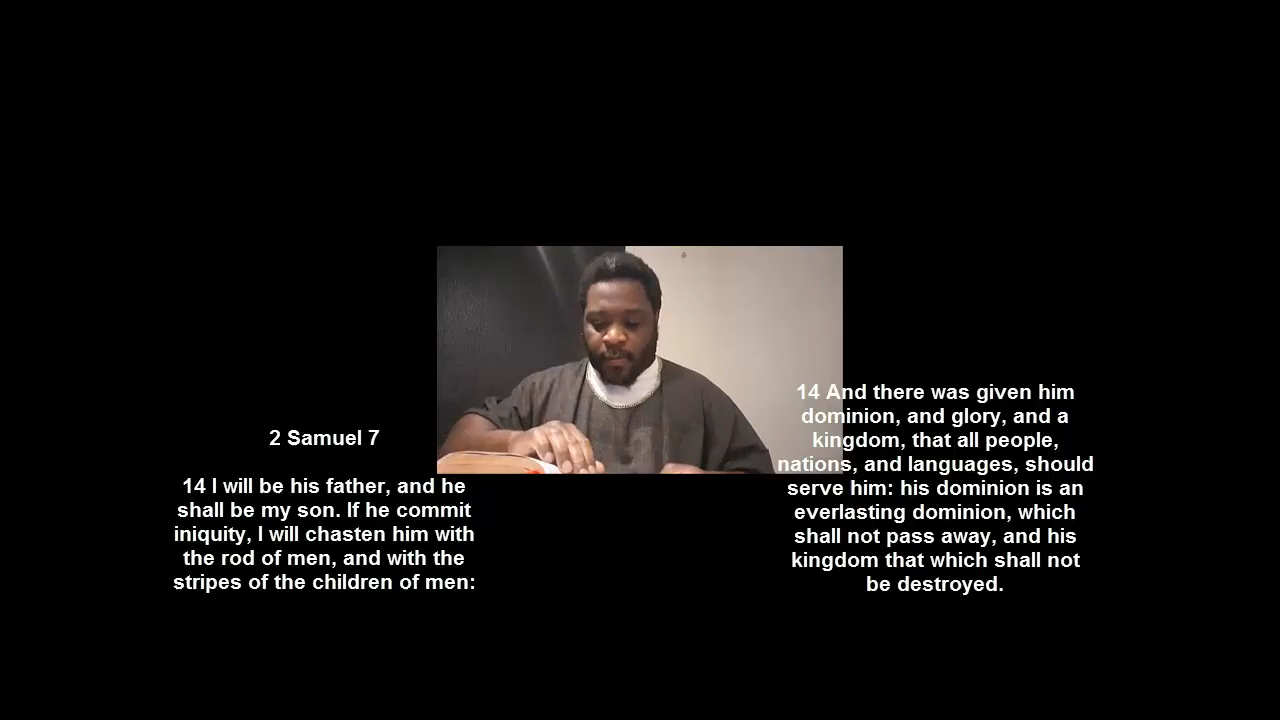 2 Samuel 7
14 I will be his father, and he
shall be my son. If he commit
iniquity, I will chasten him with
the rod of men, and with the
stripes of the children of men:
14 And there was given him
dominion, and glory, and a
kingdom, that all people,
nations, and languages, should
serve him: his dominion is an
everlasting dominion, which
shall not pass away, and his
kingdom that which shall not
be destroyed.